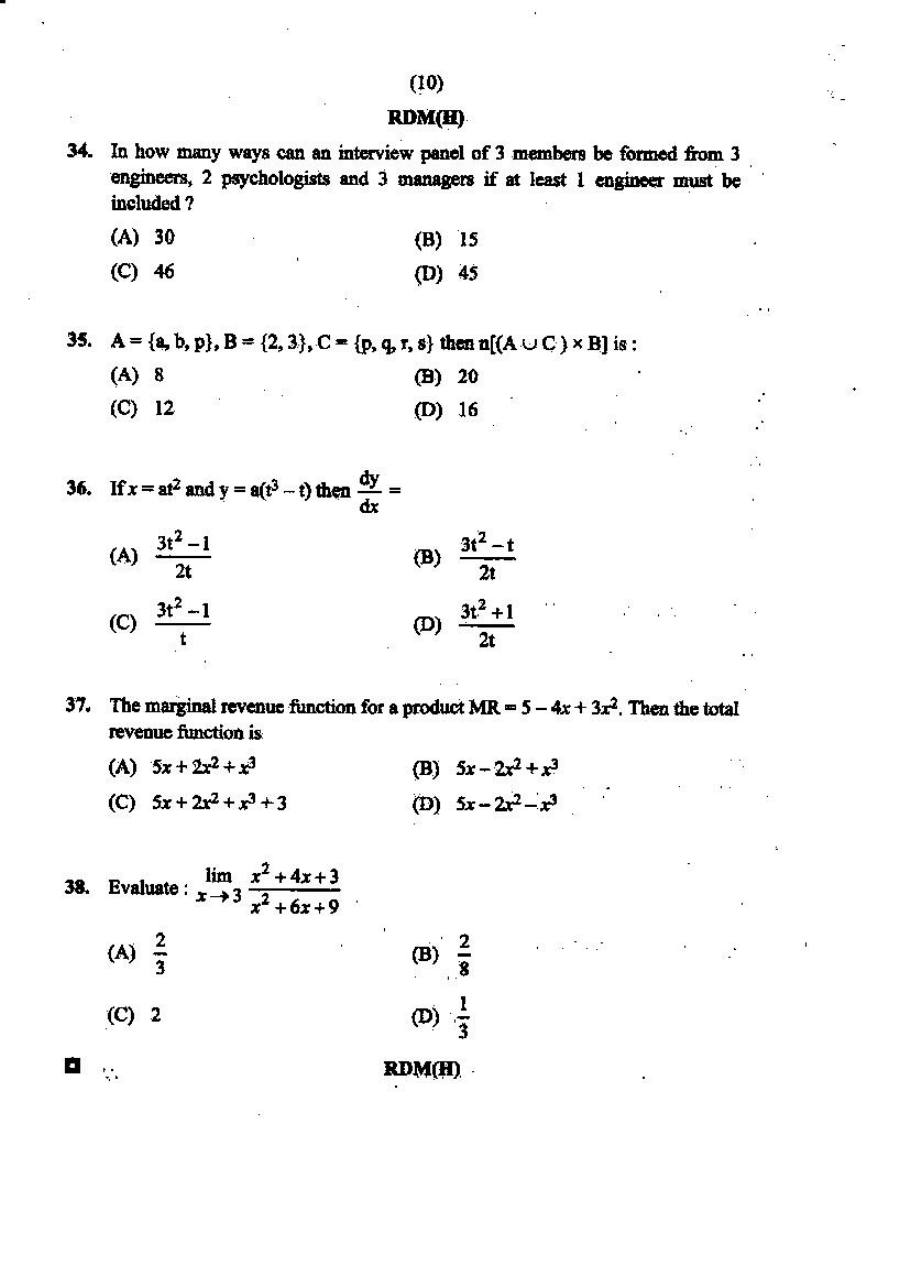 (10)
RDM(H)
34. In how many ways can an interview panel of 3 members be formed from 3
engineers, 2 psychologists and 3 managers if at least 1 engineer must be
included ?
(A) 30 (B) 15
(C) 46 (D) 45
35. A = {a, b, p}, B = {2, 3}, C = {p, q, r, s} then n[(A ∪ C) × B] is :
(A) 8 (B) 20
(C) 12 (D) 16
36. If x = at² and y = a(t³ – t) then dy/dx =
(A) (3t² – 1)/2t (B) (3t² – t)/2t
(C) (3t² – 1)/t (D) (3t² + 1)/2t
37. The marginal revenue function for a product MR = 5 – 4x + 3x². Then the total
revenue function is
(A) 5x + 2x² + x³ (B) 5x – 2x² + x³
(C) 5x + 2x² + x³ + 3 (D) 5x – 2x² – x³
38. Evaluate : lim x→3 (x² + 4x + 3)/(x² + 6x + 9)
(A) 2/3 (B) 2/8
(C) 2 (D) 1/3
RDM(H)